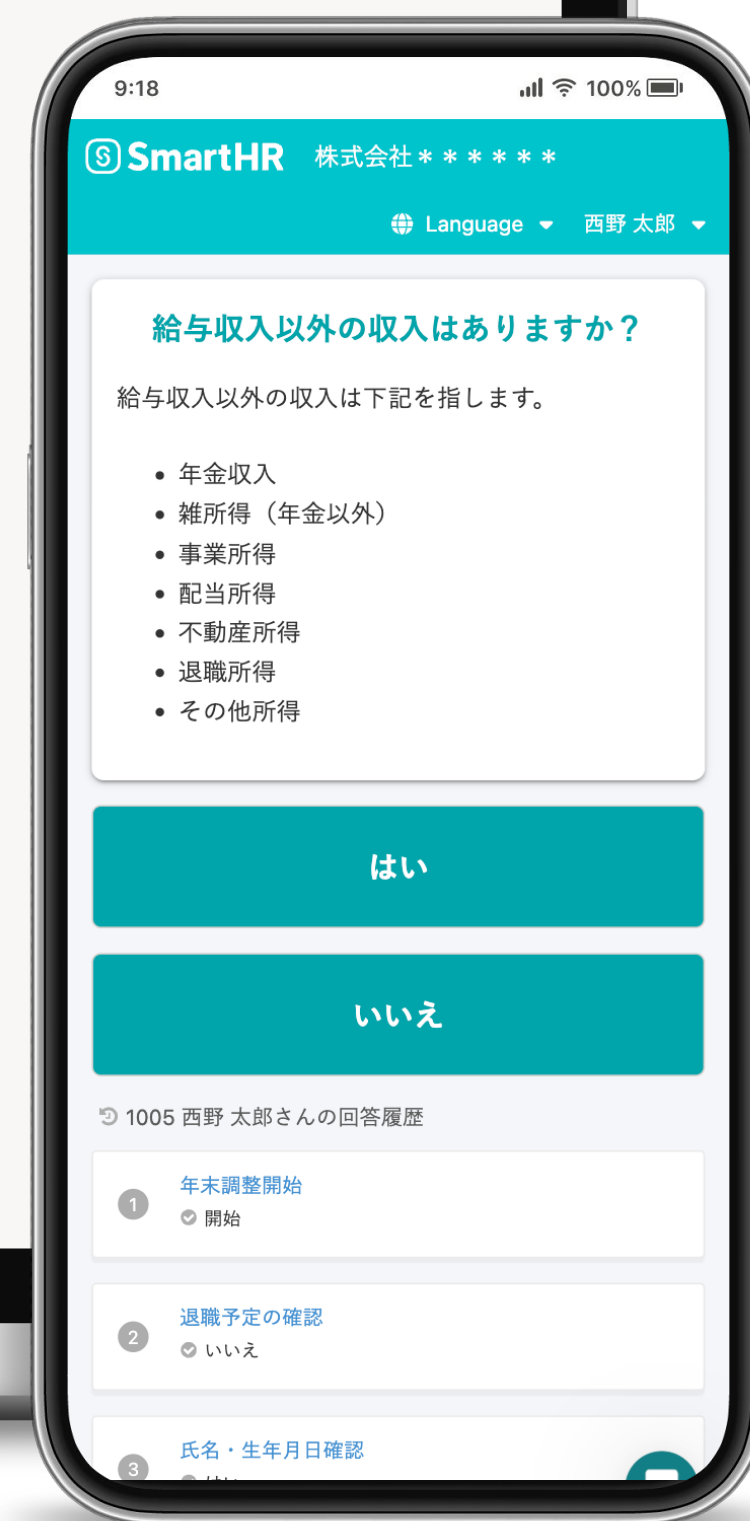 9:18
100%
SmartHR 株式会社＊＊＊＊＊＊
Language 西野 太郎
給与収入以外の収入はありますか？
給与収入以外の収入は下記を指します。
年金収入
雑所得（年金以外）
事業所得
配当所得
不動産所得
退職所得
その他所得
はい
いいえ
1005 西野 太郎さんの回答履歴
1
年末調整開始
開始
2
退職予定の確認
いいえ
3
氏名・生年月日確認